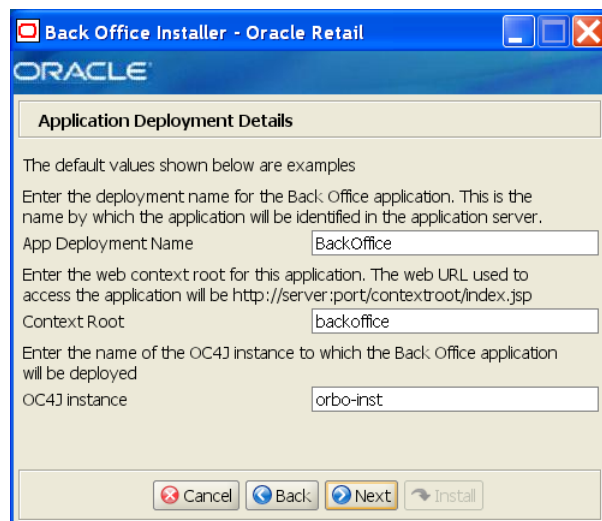 Back Office Installer - Oracle Retail
ORACLE
Application Deployment Details
The default values shown below are examples
Enter the deployment name for the Back Office application. This is the
name by which the application will be identified in the application server.
App Deployment Name BackOffice
Enter the web context root for this application. The web URL used to
access the application will be http://server:port/contextroot/index.jsp
Context Root backoffice
Enter the name of the OC4J instance to which the Back Office application
will be deployed
OC4J instance orbo-inst
Cancel Back Next Install